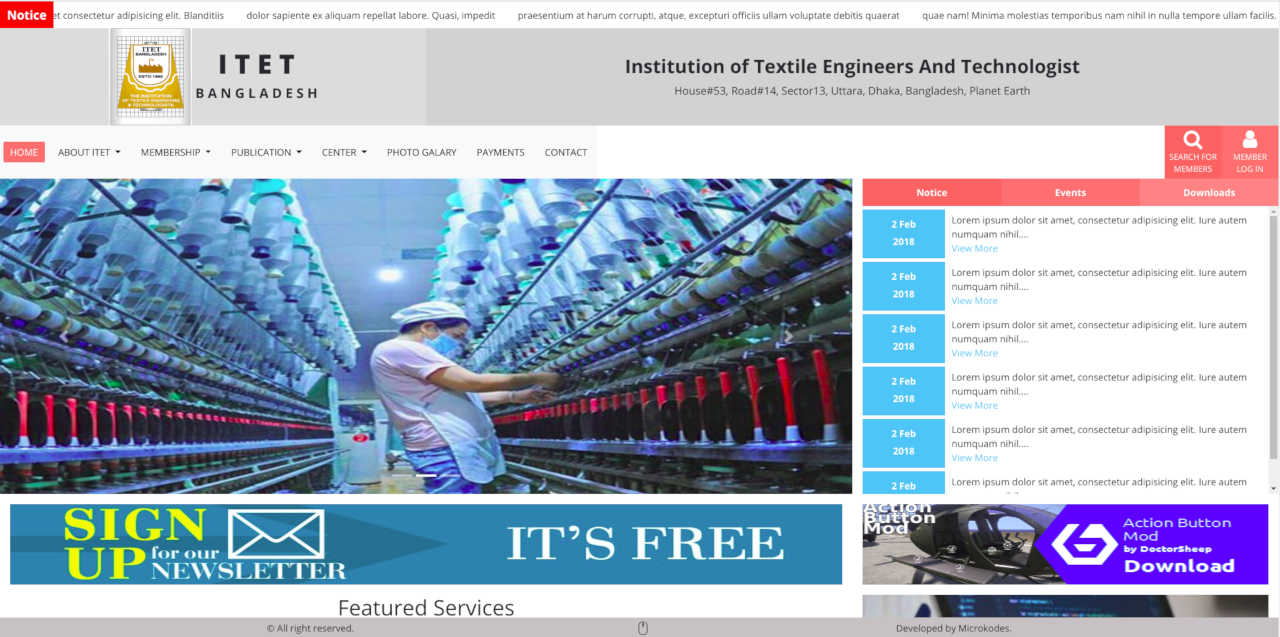 Notice
et consectetur adipisicing elit. Blanditiis dolor sapiente ex aliquam repellat labore. Quasi, impedit praesentium at harum corrupti, atque, excepturi officiis ullam voluptate debitis quaerat quae nam! Minima molestias temporibus nam nihil in nulla tempore ullam facilis.
ITET
BANGLADESH
ESTD 1983
THE INSTITUTION
OF TEXTILE ENGINEERS
& TECHNOLOGISTS
ITET
BANGLADESH
Institution of Textile Engineers And Technologist
House#53, Road#14, Sector13, Uttara, Dhaka, Bangladesh, Planet Earth
HOME ABOUT ITET MEMBERSHIP PUBLICATION CENTER PHOTO GALARY PAYMENTS CONTACT
SEARCH FOR
MEMBERS
MEMBER
LOG IN
Notice Events Downloads
2 Feb
2018
Lorem ipsum dolor sit amet, consectetur adipisicing elit. Iure autem
numquam nihil....
View More
2 Feb
2018
Lorem ipsum dolor sit amet, consectetur adipisicing elit. Iure autem
numquam nihil....
View More
2 Feb
2018
Lorem ipsum dolor sit amet, consectetur adipisicing elit. Iure autem
numquam nihil....
View More
2 Feb
2018
Lorem ipsum dolor sit amet, consectetur adipisicing elit. Iure autem
numquam nihil....
View More
2 Feb
2018
Lorem ipsum dolor sit amet, consectetur adipisicing elit. Iure autem
numquam nihil....
View More
2 Feb
Lorem ipsum dolor sit amet, consectetur adipisicing elit. Iure autem
SIGN
UP for our
NEWSLETTER
IT'S FREE
Action
Button
Mod
Action Button
Mod
by DoctorSheep
Download
Featured Services
© All right reserved.
Developed by Microkodes.